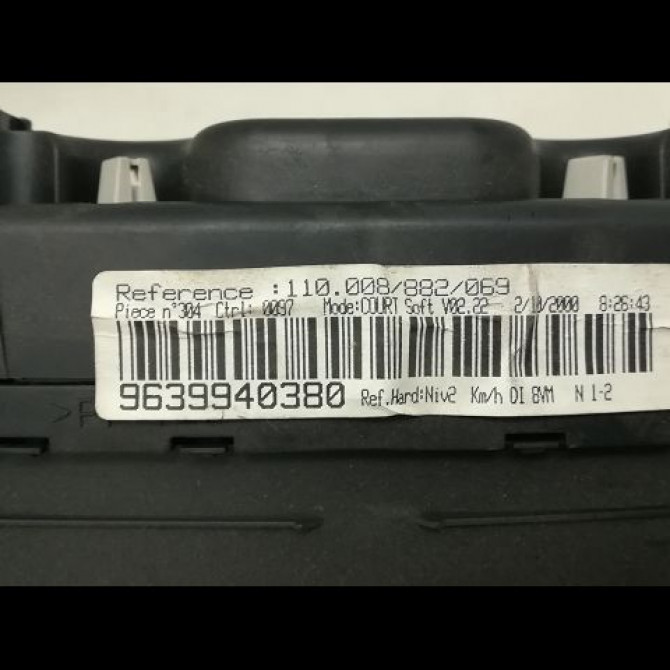 Reference :110.008/882/069
Piece n°304 Ctrl: 0097 Mode:COURT Soft V02.22 2/10/2000 8:26:43
9639940380 Ref.Hard:Niv2 Km/h DI BVM N 1-2
>P